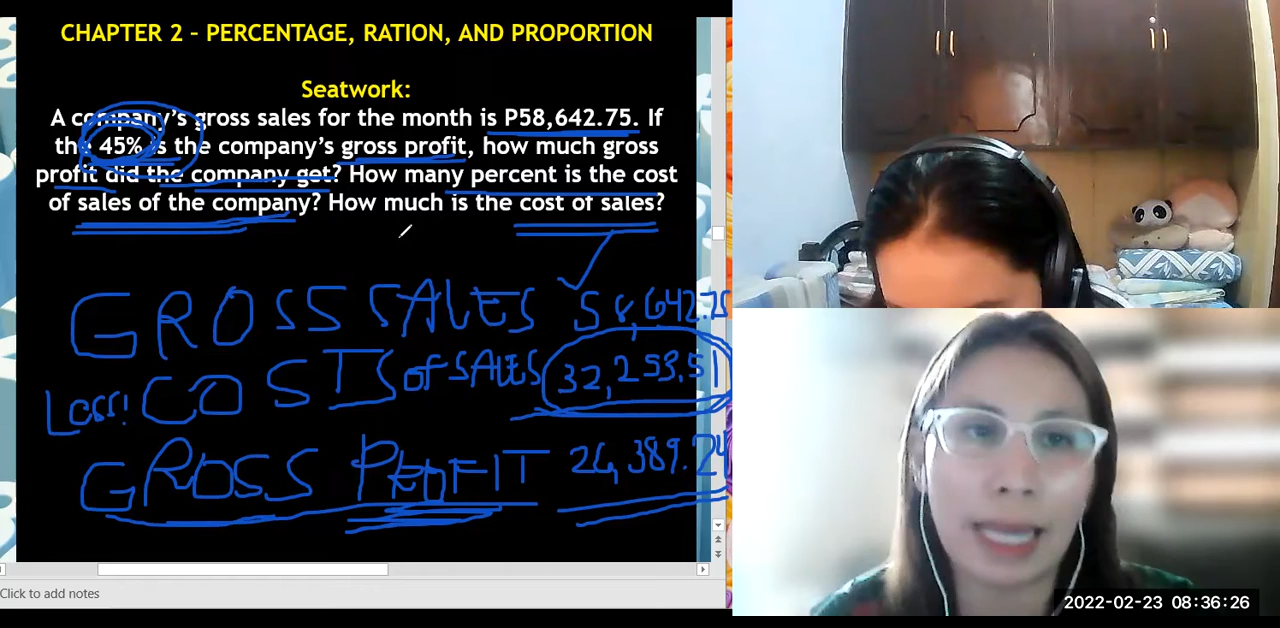 CHAPTER 2 – PERCENTAGE, RATION, AND PROPORTION
Seatwork:
A company's gross sales for the month is P58,642.75. If
the 45% is the company's gross profit, how much gross
profit did the company get? How many percent is the cost
of sales of the company? How much is the cost of sales?
GROSS SALES 58,642.75
Less: COSTS of SALES 32,253.51
GROSS PROFIT 26,389.24
Click to add notes
2022-02-23 08:36:26